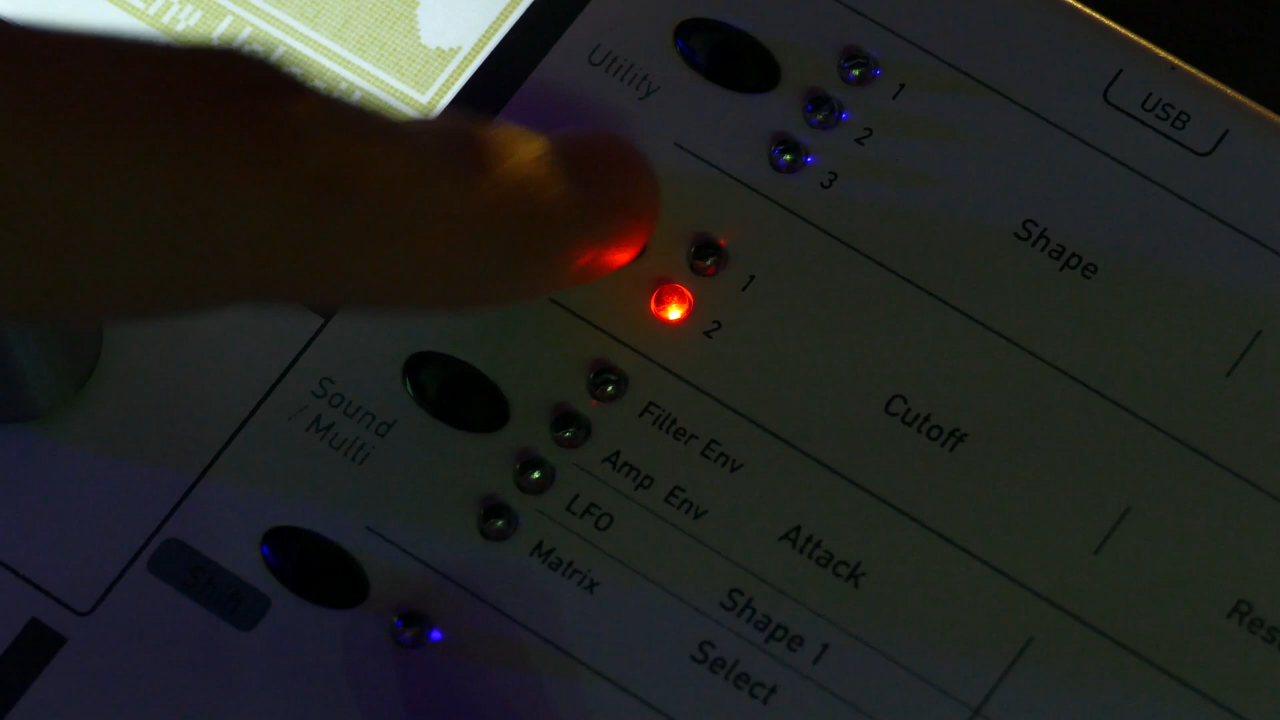 Utility
1
2
3
USB
Shape
1
2
Cutoff
Sound
/ Multi
Filter Env
Amp Env
LFO
Matrix
Attack
Shape 1
Select
Shift